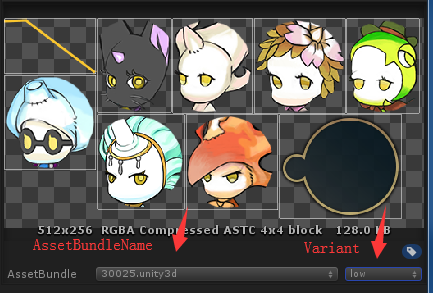 512x256 RGBA Compressed ASTC 4x4 block 128.0 KB
AssetBundleName
Variant
AssetBundle 30025.unity3d low